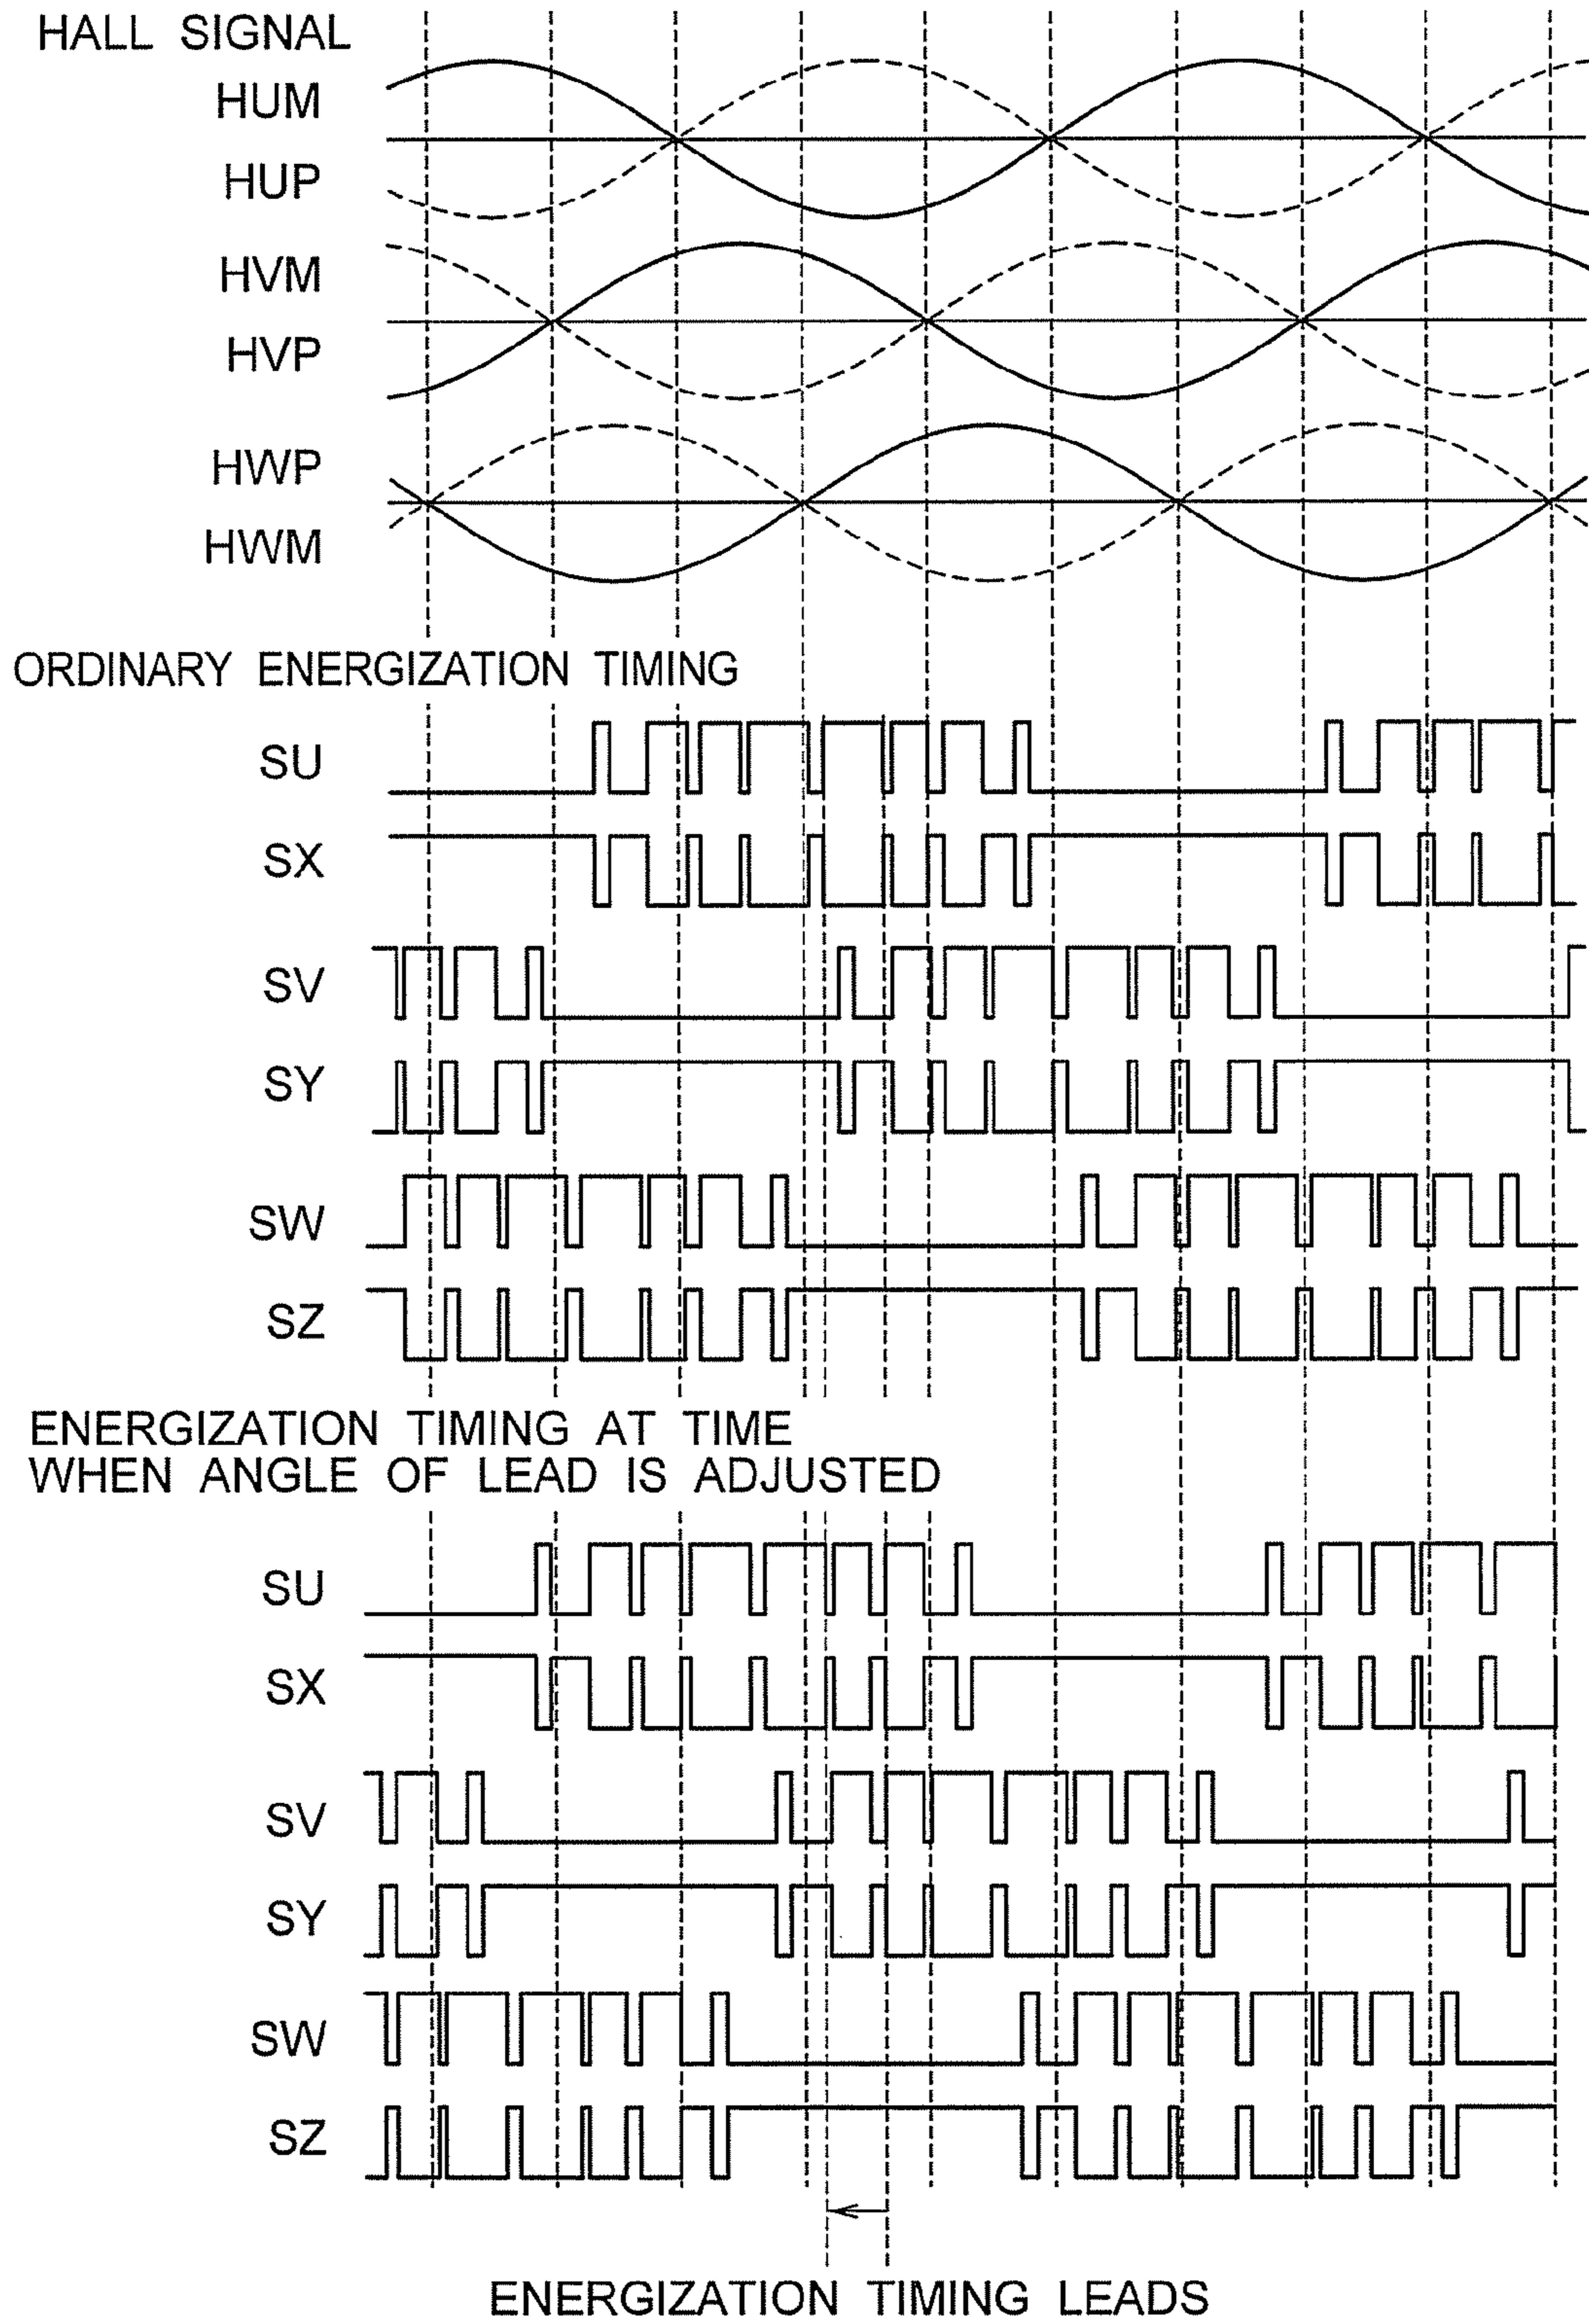 HALL SIGNAL
HUM
HUP
HVM
HVP
HWP
HWM
ORDINARY ENERGIZATION TIMING
SU
SX
SV
SY
SW
SZ
ENERGIZATION TIMING AT TIME
WHEN ANGLE OF LEAD IS ADJUSTED
SU
SX
SV
SY
SW
SZ
ENERGIZATION TIMING LEADS